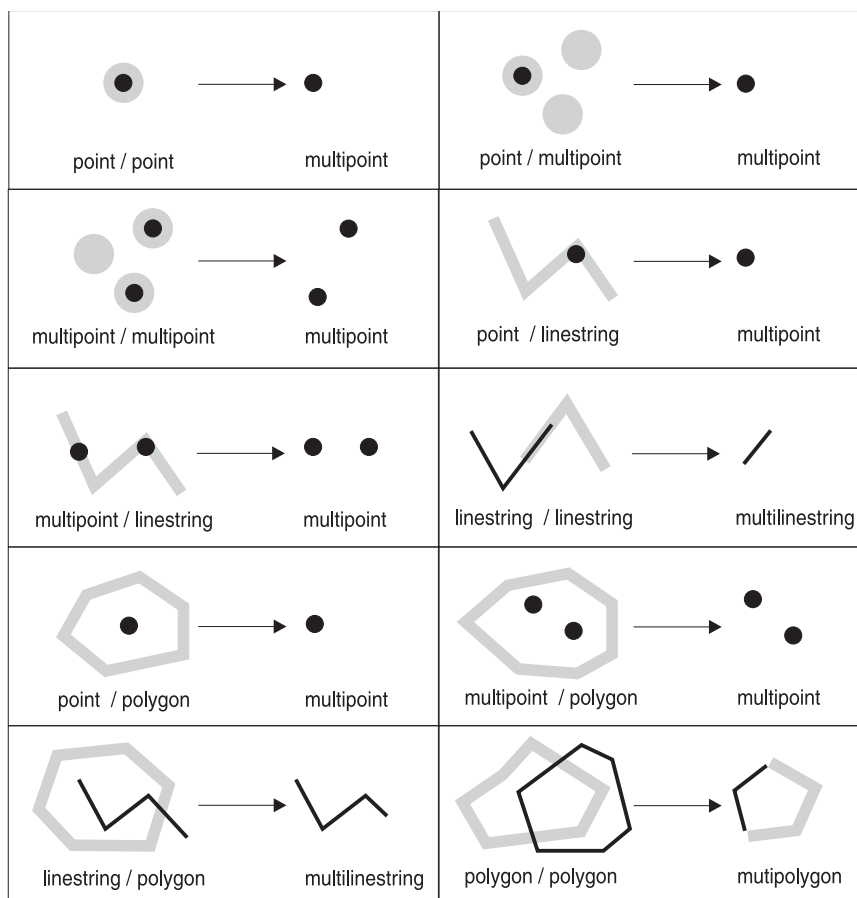 point / point multipoint
point / multipoint multipoint
multipoint / multipoint multipoint
point / linestring multipoint
multipoint / linestring multipoint
linestring / linestring multilinestring
point / polygon multipoint
multipoint / polygon multipoint
linestring / polygon multilinestring
polygon / polygon mutipolygon